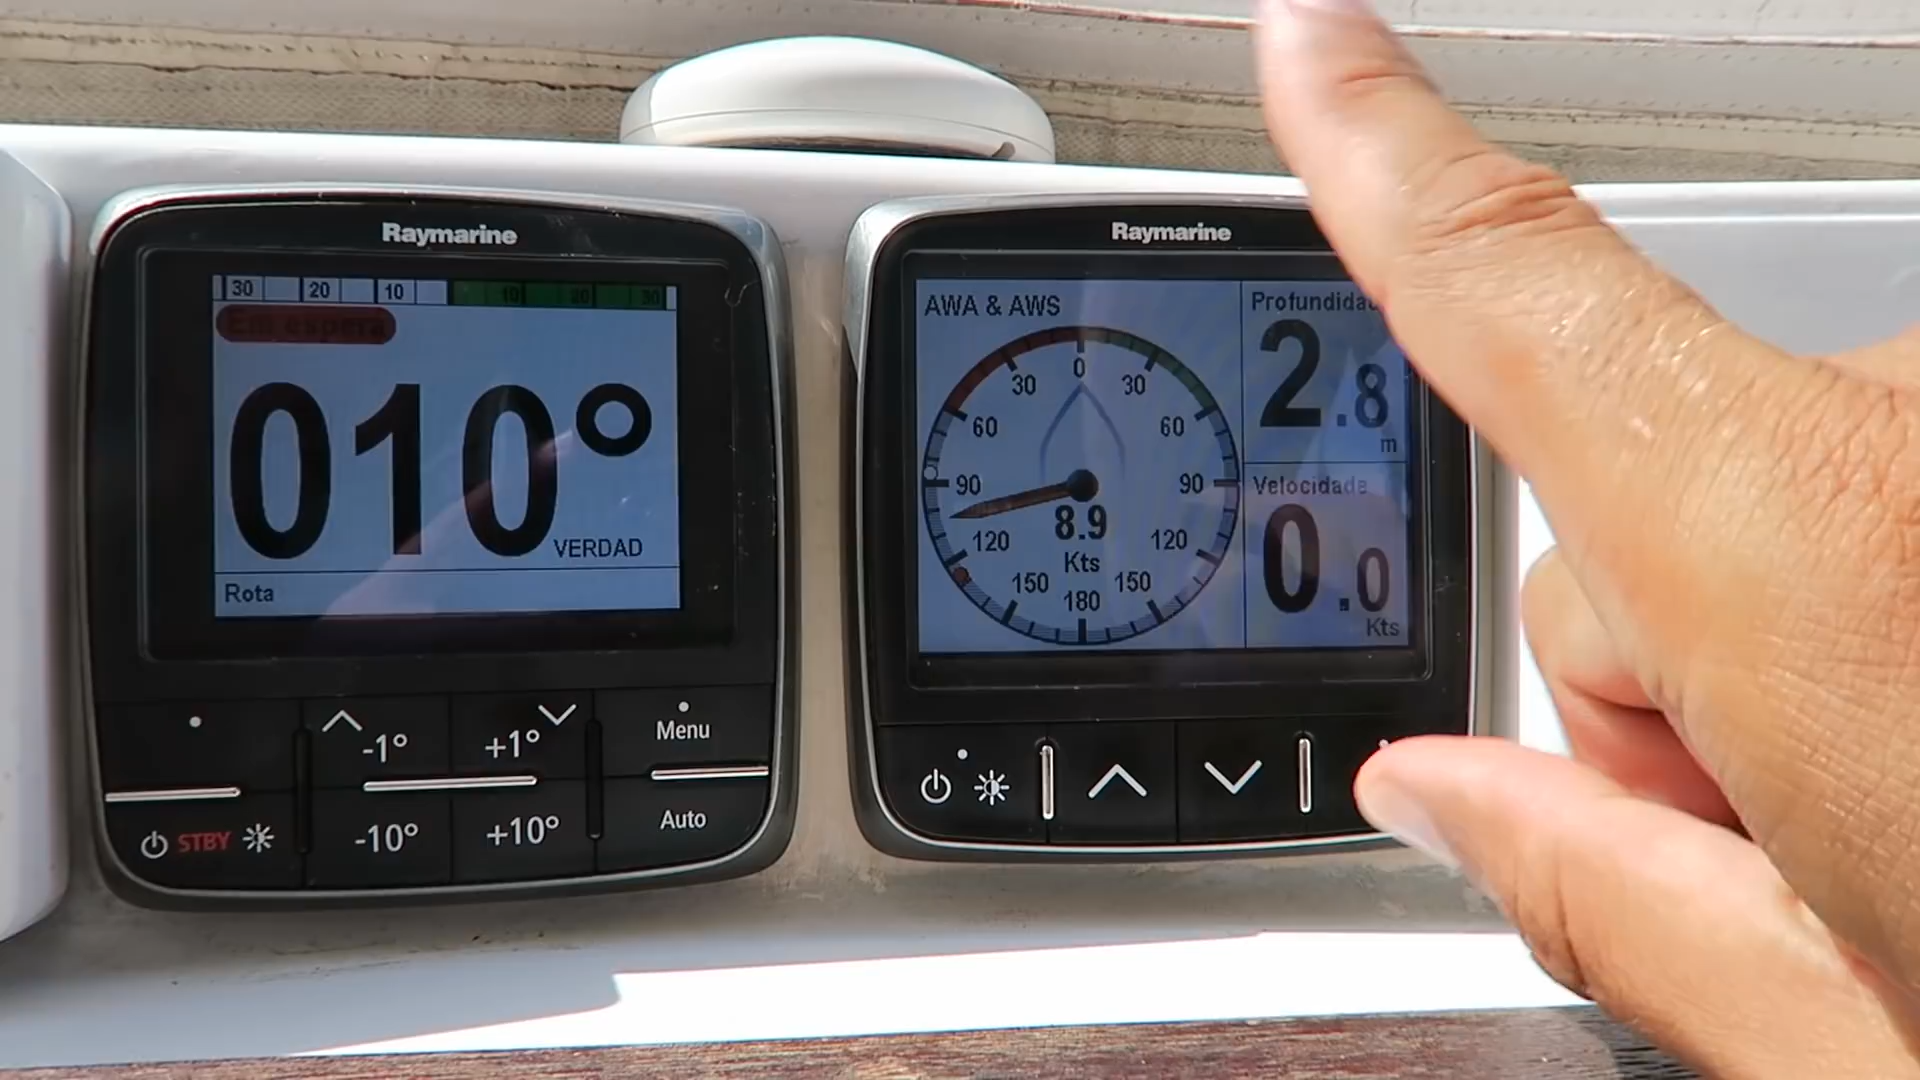 Raymarine
30 20 10 10 20 30
Em espera
010°
VERDAD
Rota
-1°
+1°
Menu
STBY
-10°
+10°
Auto
Raymarine
AWA & AWS
0
30 30
60 60
90 90
120 120
150 150
180
8.9
Kts
2.8
m
Velocidade
0.0
Kts